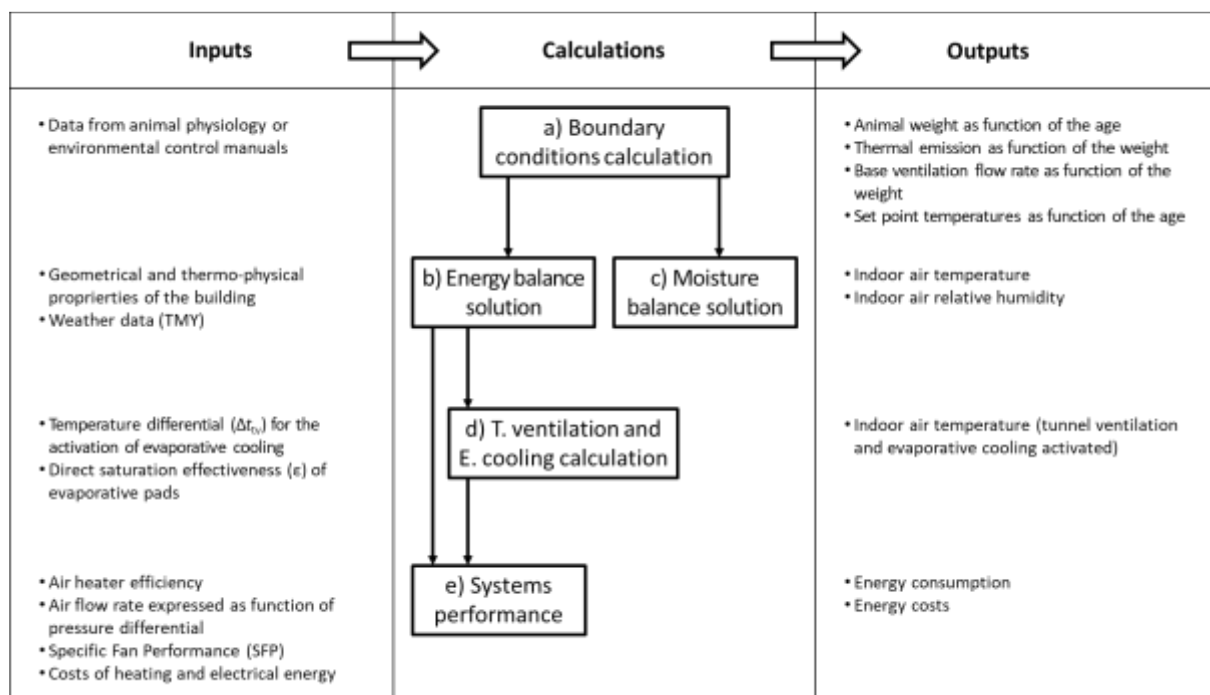 Inputs
Calculations
Outputs
• Data from animal physiology or
environmental control manuals
a) Boundary
conditions calculation
• Animal weight as function of the age
• Thermal emission as function of the weight
• Base ventilation flow rate as function of the
weight
• Set point temperatures as function of the age
• Geometrical and thermo-physical
proprierties of the building
• Weather data (TMY)
b) Energy balance
solution
c) Moisture
balance solution
• Indoor air temperature
• Indoor air relative humidity
• Temperature differential (Δt_tv) for the
activation of evaporative cooling
• Direct saturation effectiveness (ε) of
evaporative pads
d) T. ventilation and
E. cooling calculation
• Indoor air temperature (tunnel ventilation
and evaporative cooling activated)
• Air heater efficiency
• Air flow rate expressed as function of
pressure differential
• Specific Fan Performance (SFP)
• Costs of heating and electrical energy
e) Systems
performance
• Energy consumption
• Energy costs